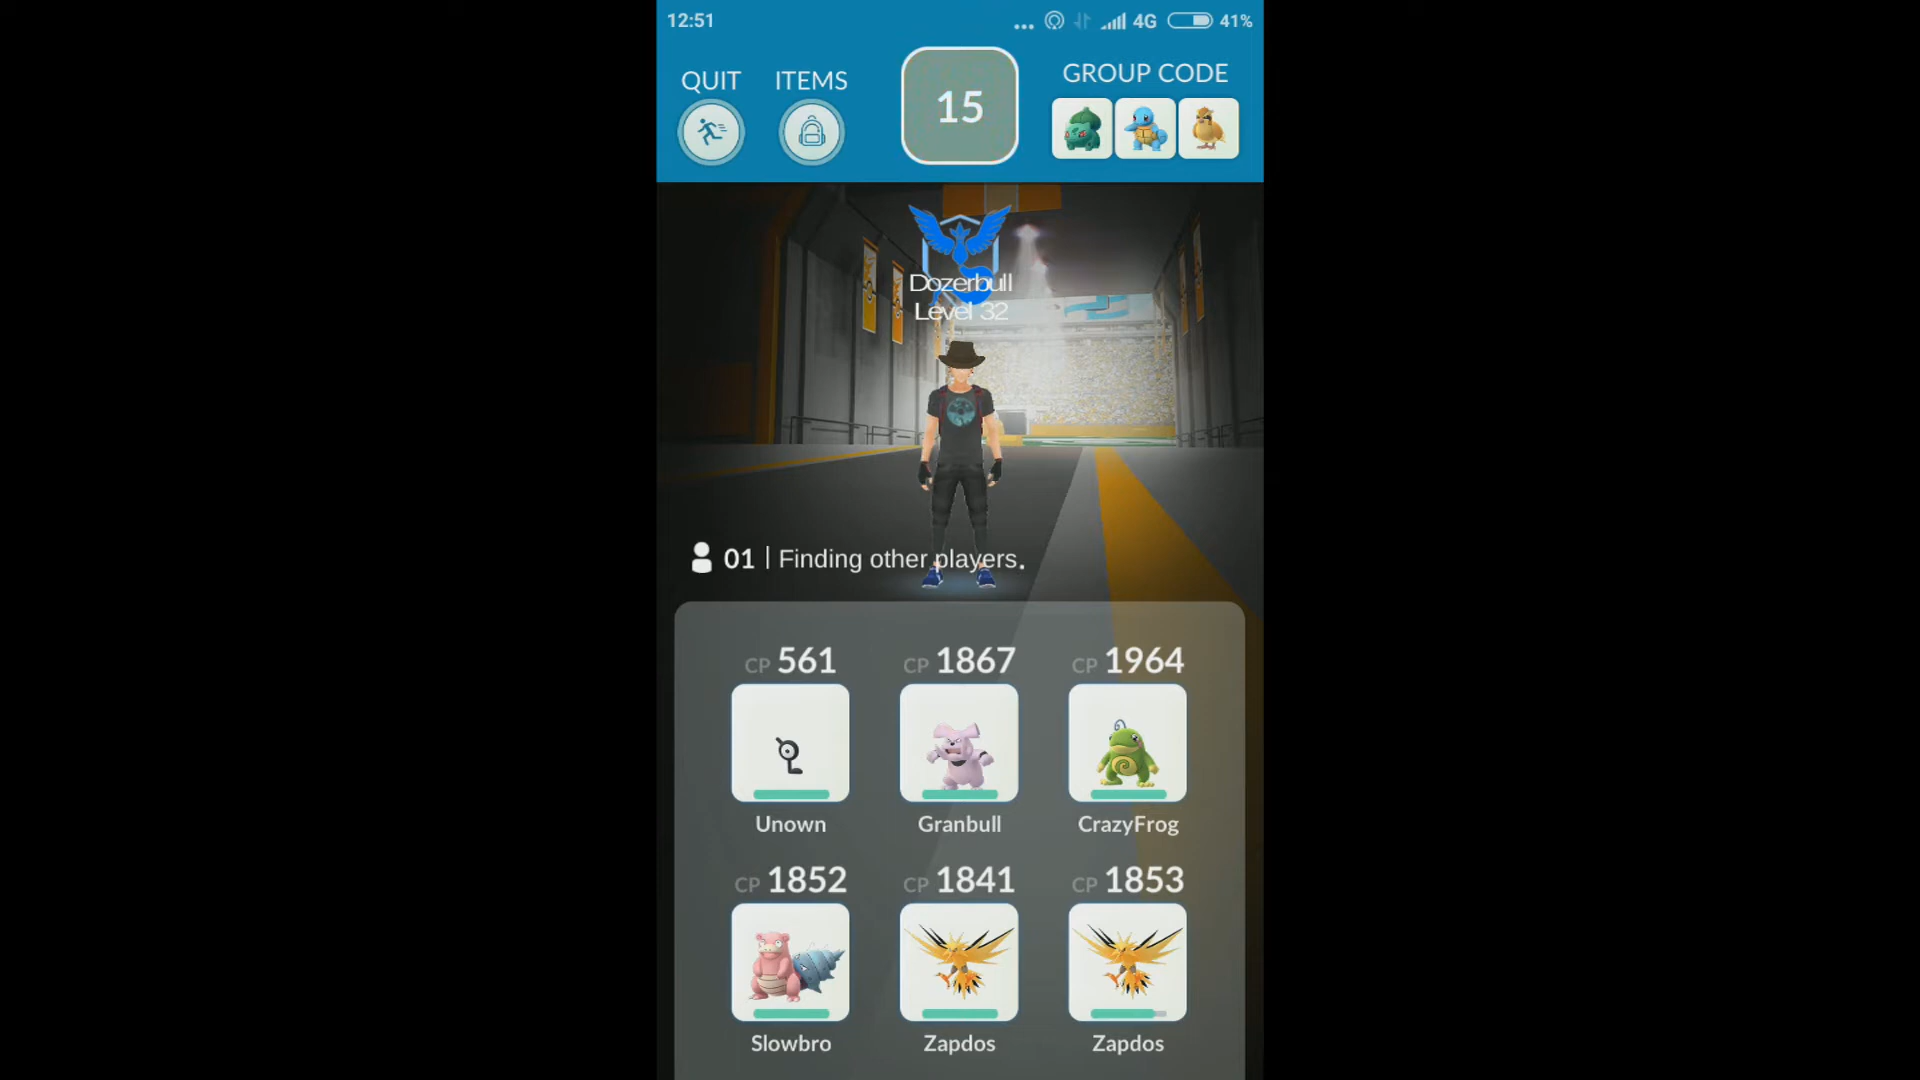 12:51
... 4G 41%
QUIT ITEMS
15
GROUP CODE
Dozerbull
Level 32
01 | Finding other players.
CP 561 CP 1867 CP 1964
Unown Granbull CrazyFrog
CP 1852 CP 1841 CP 1853
Slowbro Zapdos Zapdos